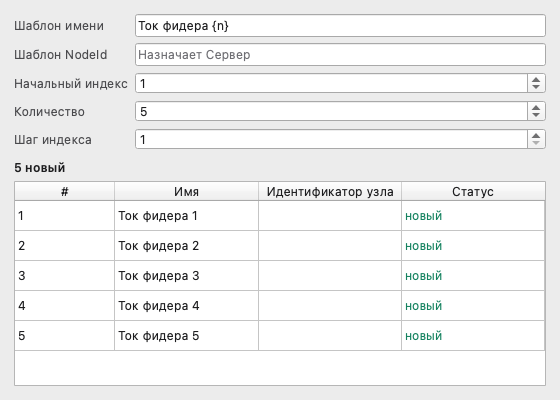 Шаблон имени Ток фидера {n}
Шаблон NodeId Назначает Сервер
Начальный индекс 1
Количество 5
Шаг индекса 1
5 новый
# Имя Идентификатор узла Статус
1 Ток фидера 1 новый
2 Ток фидера 2 новый
3 Ток фидера 3 новый
4 Ток фидера 4 новый
5 Ток фидера 5 новый